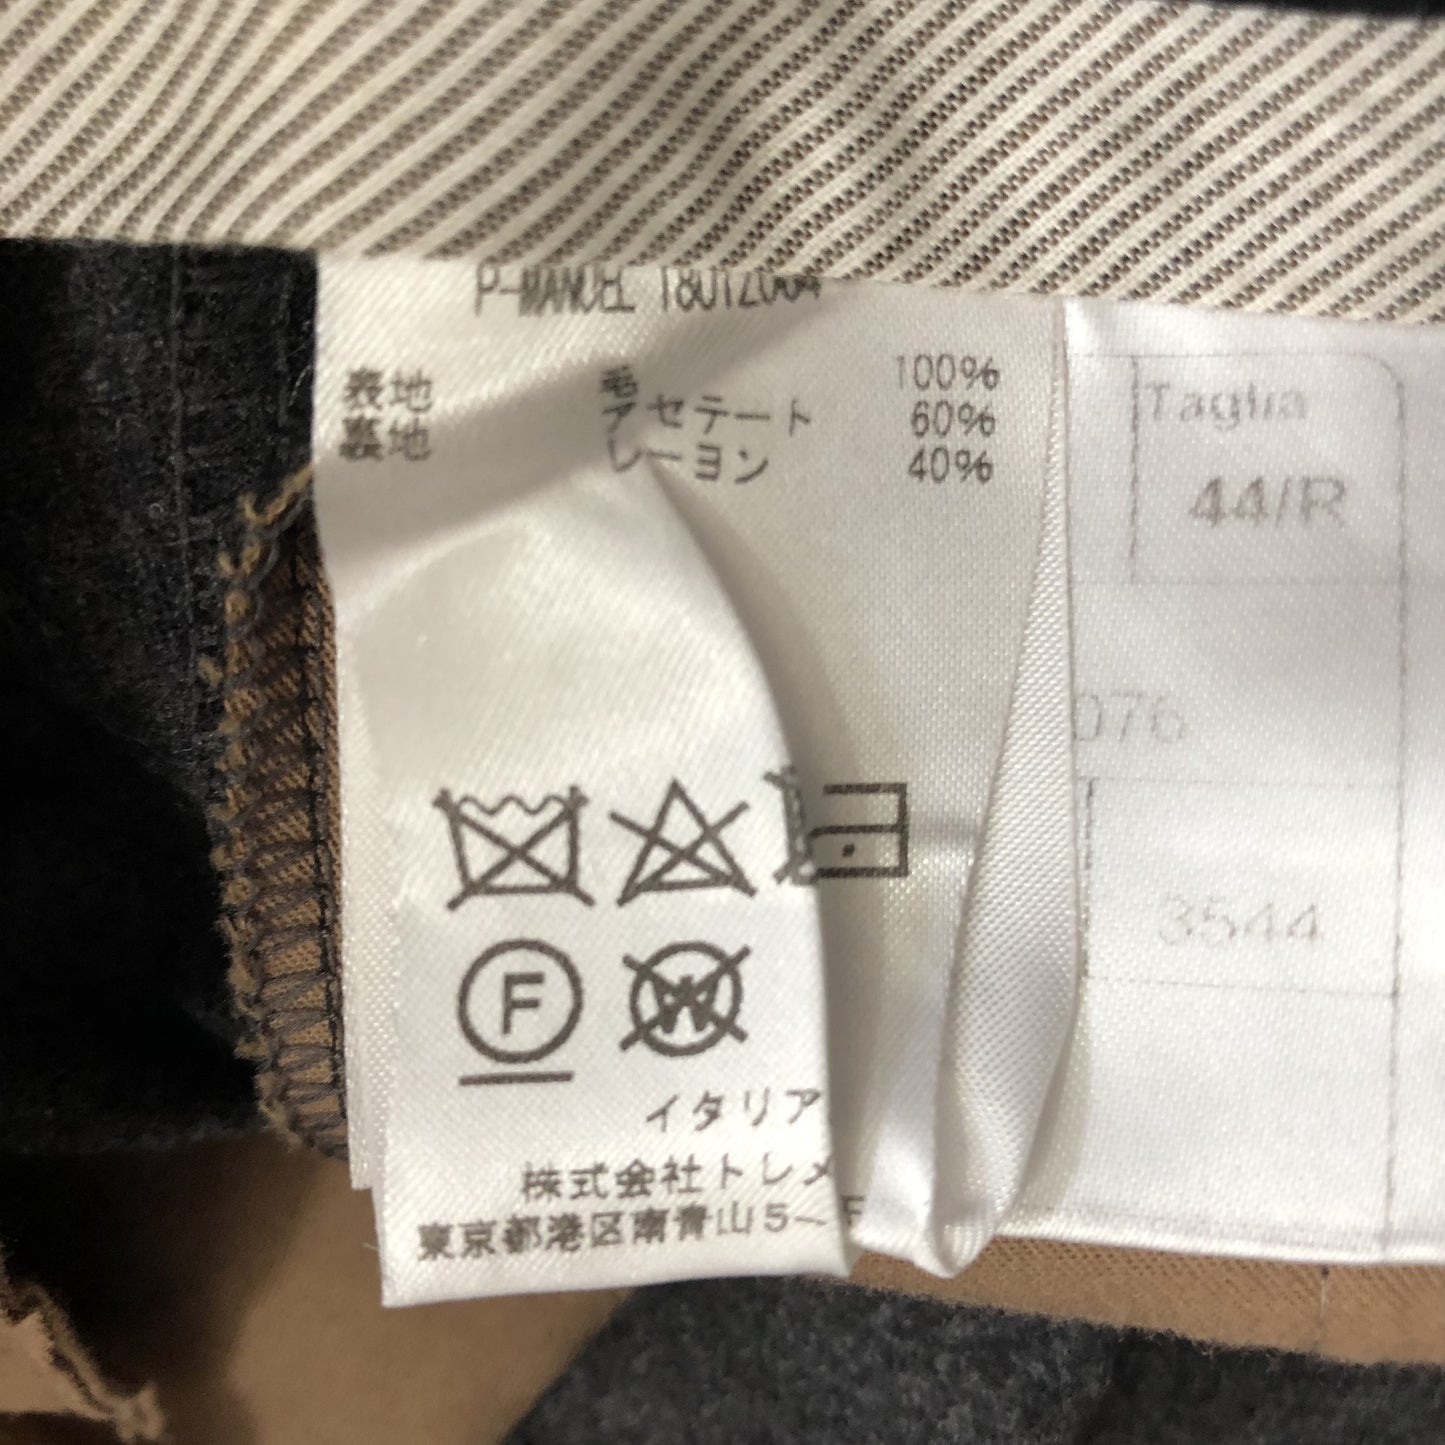 P-MANUEL 18012004
表地 毛 100%
裏地 アセテート 60%
レーヨン 40%
F
W
イタリア
株式会社トレメ
東京都港区南青山5-
Taglia
44/R
076
3544